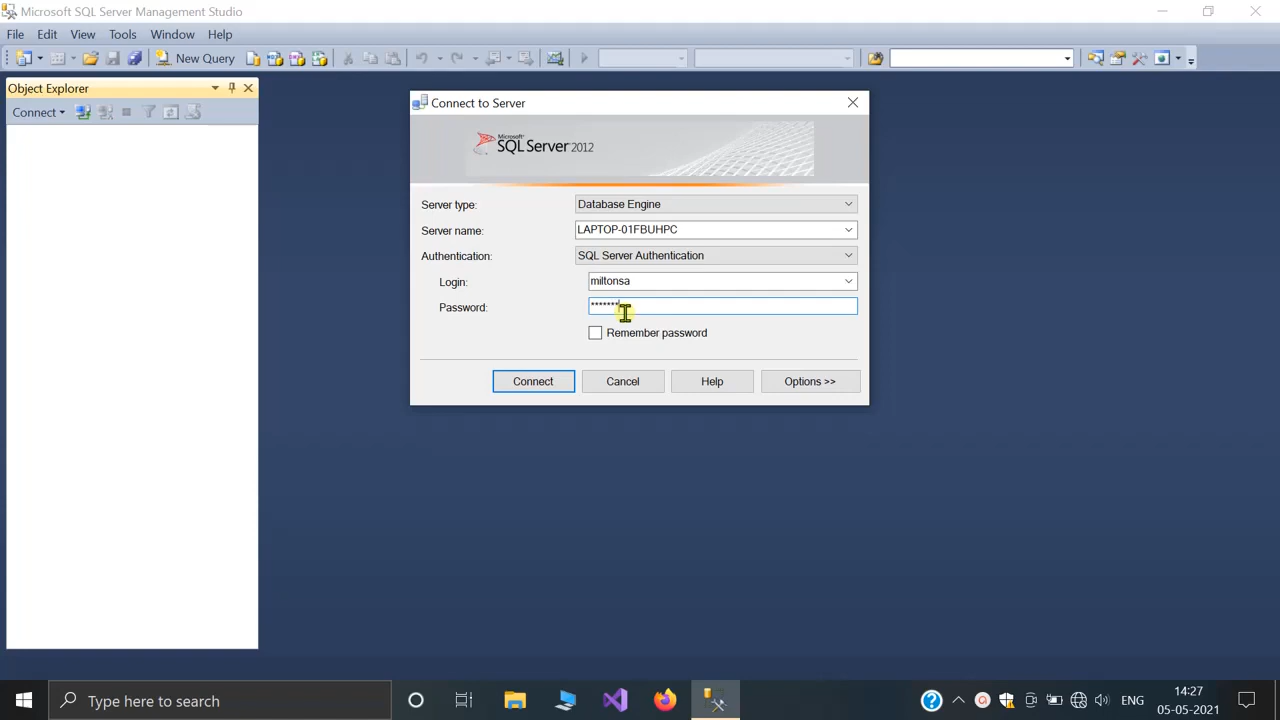 Microsoft SQL Server Management Studio
File Edit View Tools Window Help
New Query
Object Explorer
Connect
Connect to Server
Microsoft
SQL Server 2012
Server type: Database Engine
Server name: LAPTOP-01FBUHPC
Authentication: SQL Server Authentication
Login: miltonsa
Password: *******
Remember password
Connect Cancel Help Options >>
Type here to search
ENG
14:27
05-05-2021